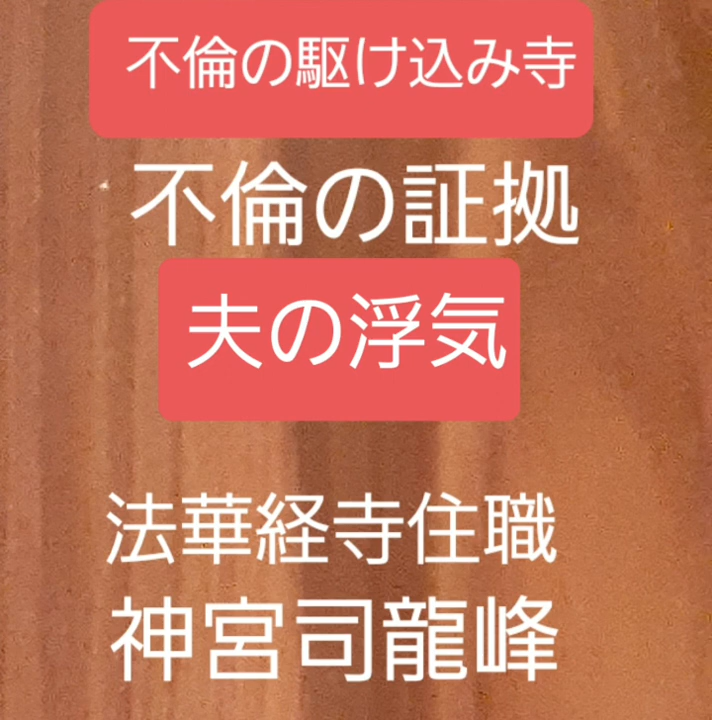 不倫の駆け込み寺
不倫の証拠
夫の浮気
法華経寺住職
神宮司龍峰